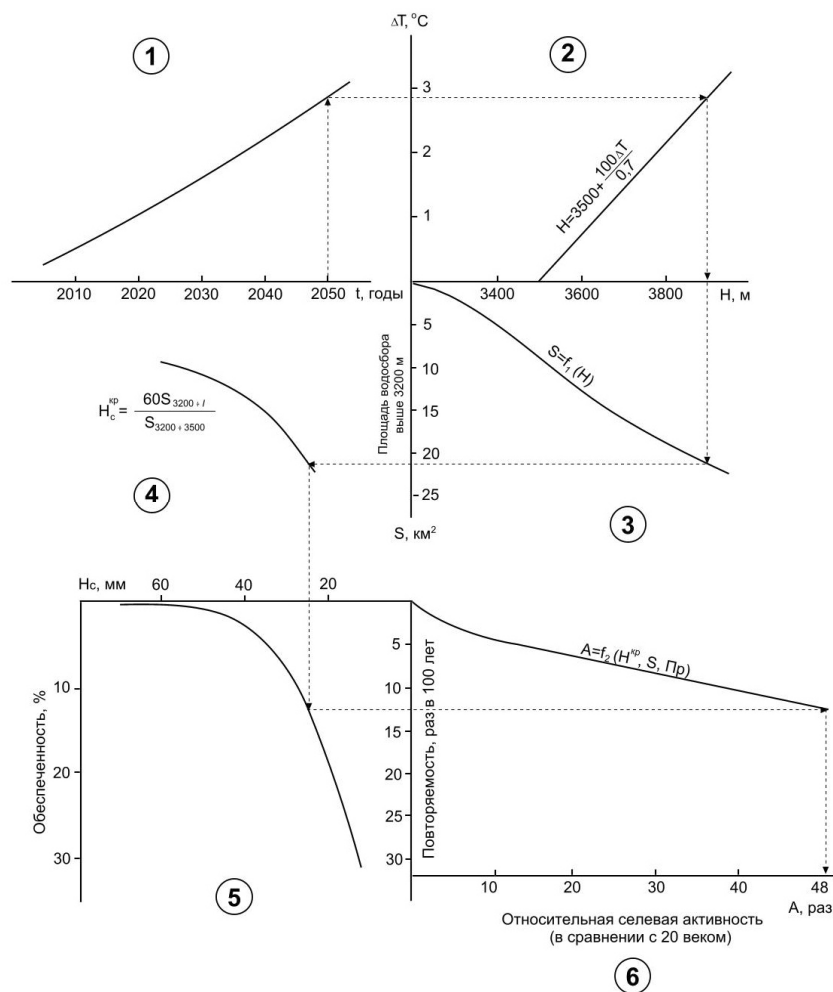 ΔT, °C
1
2
3
2
1
H=3500+ 100ΔT / 0,7
2010 2020 2030 2040 2050 t, годы
3400 3600 3800 H, м
5
10
15
20
25
Площадь водосбора
выше 3200 м
S=f₁(H)
S, км²
H_c^кр = 60S_3200÷l / S_3200÷3500
4
3
Hc, мм 60 40 20
10
20
30
Обеспеченность, %
5
5
10
15
20
25
30
Повторяемость, раз в 100 лет
A=f₂(H^кр, S, Пр)
10 20 30 40 48
A, раз
Относительная селевая активность
(в сравнении с 20 веком)
6